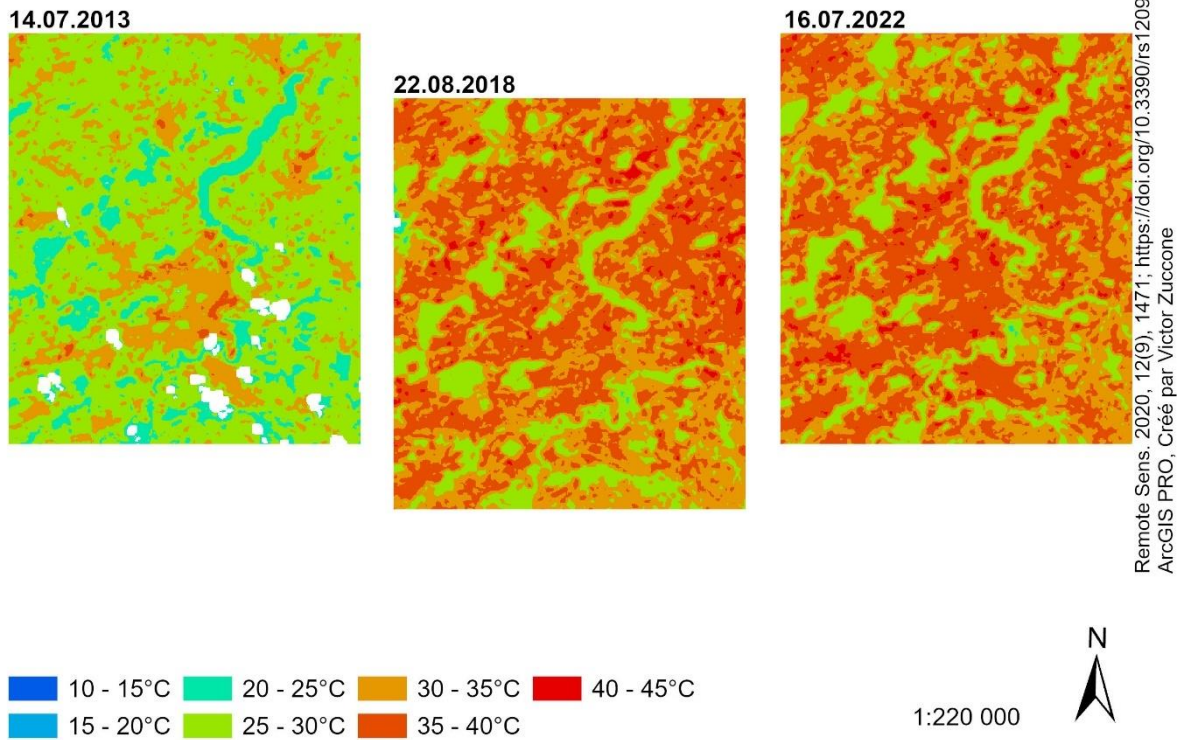 14.07.2013
22.08.2018
16.07.2022
10 - 15°C
20 - 25°C
30 - 35°C
40 - 45°C
15 - 20°C
25 - 30°C
35 - 40°C
1:220 000
N
Remote Sens. 2020, 12(9), 1471; https://doi.org/10.3390/rs1209
ArcGIS PRO, Créé par Victor Zuccone